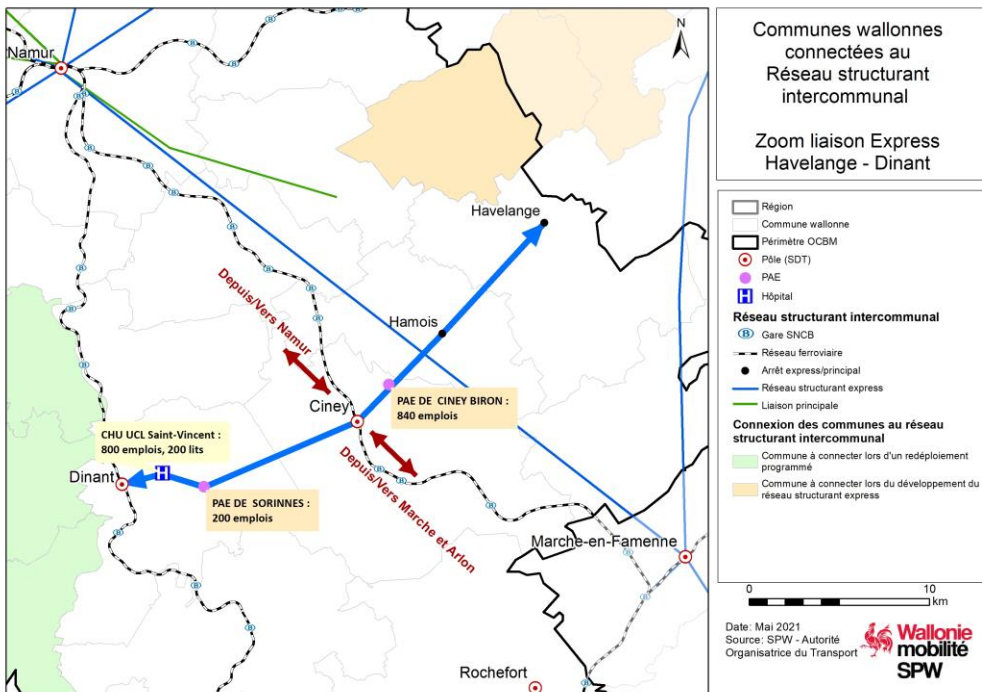 Namur
N
Havelange
Depuis/Vers Namur
Hamois
PAE DE CINEY BIRON :
840 emplois
Ciney
CHU UCL Saint-Vincent :
800 emplois, 200 lits
H
Dinant
PAE DE SORINNES :
200 emplois
Depuis/Vers Marche et Arlon
Marche-en-Famenne
Rochefort
Communes wallonnes
connectées au
Réseau structurant
intercommunal
Zoom liaison Express
Havelange - Dinant
Région
Commune wallonne
Périmètre OCBM
Pôle (SDT)
PAE
H Hôpital
Réseau structurant intercommunal
B Gare SNCB
Réseau ferroviaire
Arrêt express/principal
Réseau structurant express
Liaison principale
Connexion des communes au réseau
structurant intercommunal
Commune à connecter lors d'un redéploiement
programmé
Commune à connecter lors du développement du
réseau structurant express
0 10
km
Date: Mai 2021
Source: SPW - Autorité
Organisatrice du Transport
Wallonie
mobilité
SPW